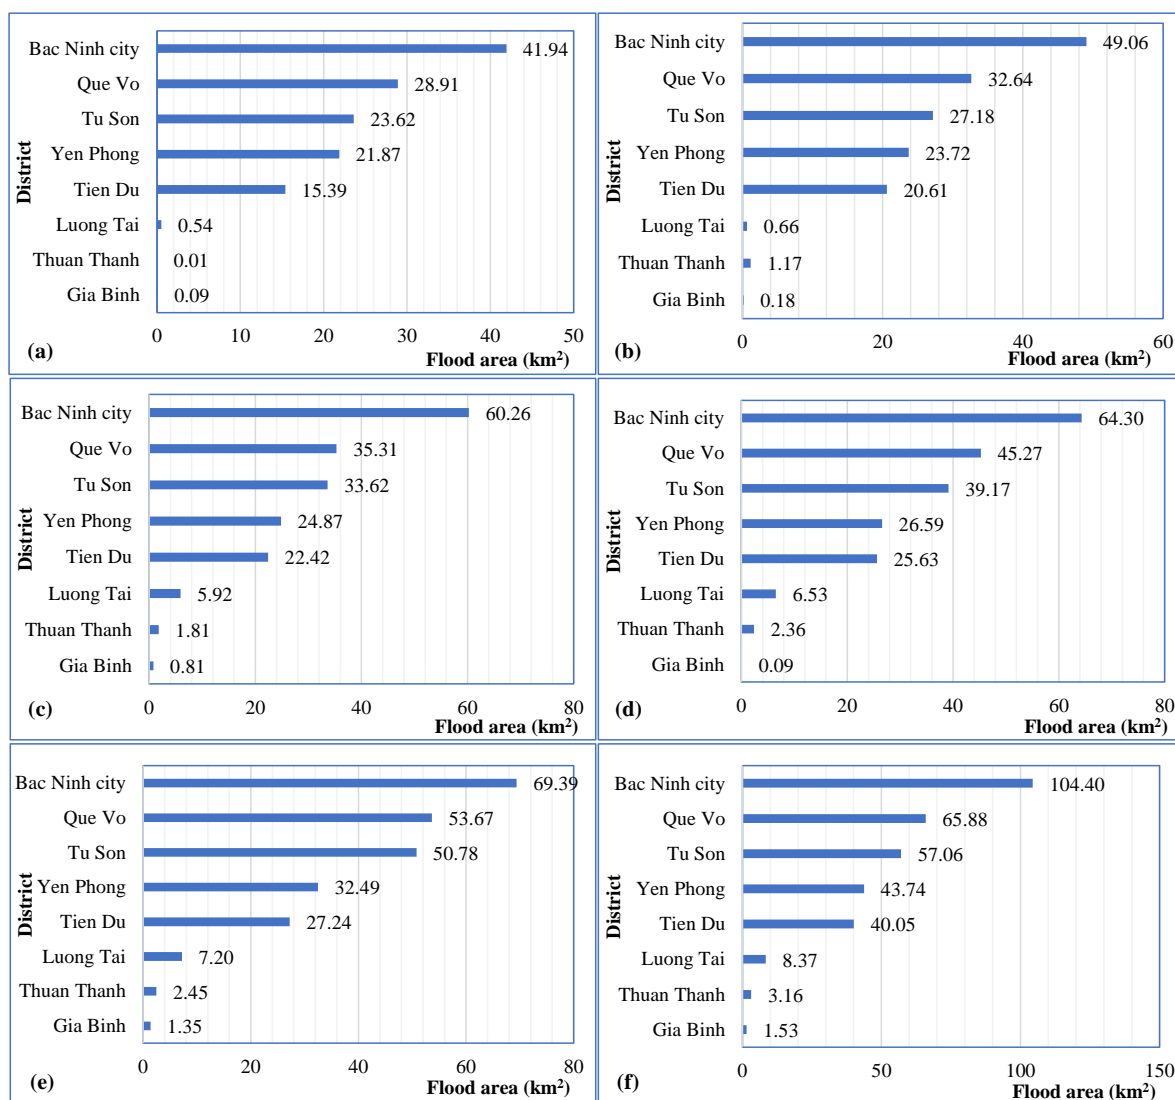 Bac Ninh city 41.94
Que Vo 28.91
Tu Son 23.62
Yen Phong 21.87
Tien Du 15.39
Luong Tai 0.54
Thuan Thanh 0.01
Gia Binh 0.09
District
0 10 20 30 40 50
(a) Flood area (km²)
Bac Ninh city 49.06
Que Vo 32.64
Tu Son 27.18
Yen Phong 23.72
Tien Du 20.61
Luong Tai 0.66
Thuan Thanh 1.17
Gia Binh 0.18
District
0 20 40 60
(b) Flood area (km²)
Bac Ninh city 60.26
Que Vo 35.31
Tu Son 33.62
Yen Phong 24.87
Tien Du 22.42
Luong Tai 5.92
Thuan Thanh 1.81
Gia Binh 0.81
District
0 20 40 60 80
(c) Flood area (km²)
Bac Ninh city 64.30
Que Vo 45.27
Tu Son 39.17
Yen Phong 26.59
Tien Du 25.63
Luong Tai 6.53
Thuan Thanh 2.36
Gia Binh 0.09
District
0 20 40 60 80
(d) Flood area (km²)
Bac Ninh city 69.39
Que Vo 53.67
Tu Son 50.78
Yen Phong 32.49
Tien Du 27.24
Luong Tai 7.20
Thuan Thanh 2.45
Gia Binh 1.35
District
0 20 40 60 80
(e) Flood area (km²)
Bac Ninh city 104.40
Que Vo 65.88
Tu Son 57.06
Yen Phong 43.74
Tien Du 40.05
Luong Tai 8.37
Thuan Thanh 3.16
Gia Binh 1.53
District
0 50 100 150
(f) Flood area (km²)